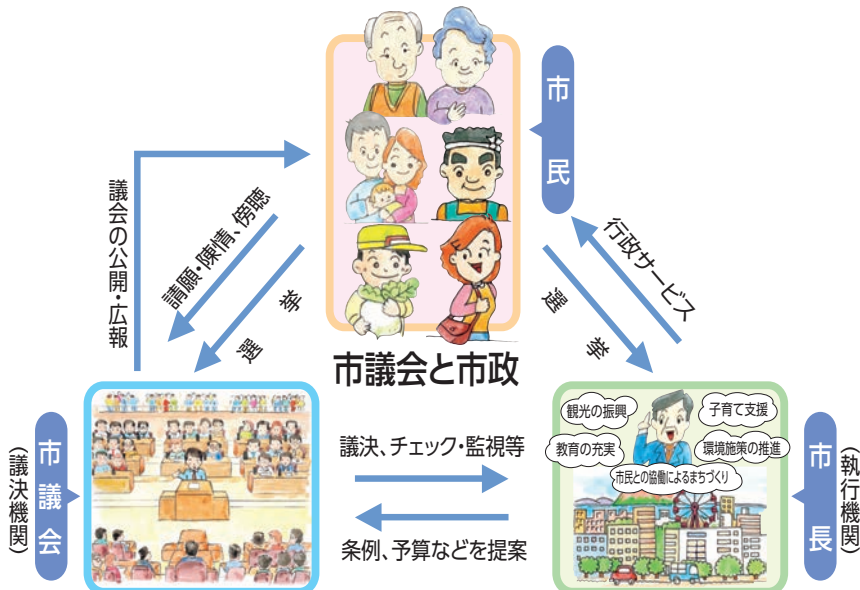 市民
議会の公開・広報
請願・陳情、傍聴
選挙
選挙
行政サービス
市議会と市政
市議会
（議決機関）
議決、チェック・監視等
条例、予算などを提案
観光の振興
子育て支援
教育の充実
環境施策の推進
市民との協働によるまちづくり
市長
（執行機関）